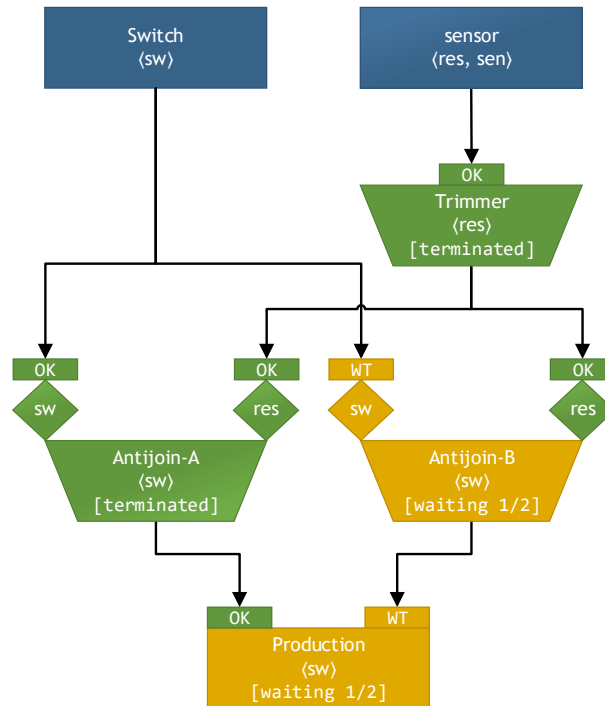 Switch
⟨sw⟩
sensor
⟨res, sen⟩
OK
Trimmer
⟨res⟩
[terminated]
OK
OK
WT
OK
sw
res
sw
res
Antijoin-A
⟨sw⟩
[terminated]
Antijoin-B
⟨sw⟩
[waiting 1/2]
OK
WT
Production
⟨sw⟩
[waiting 1/2]